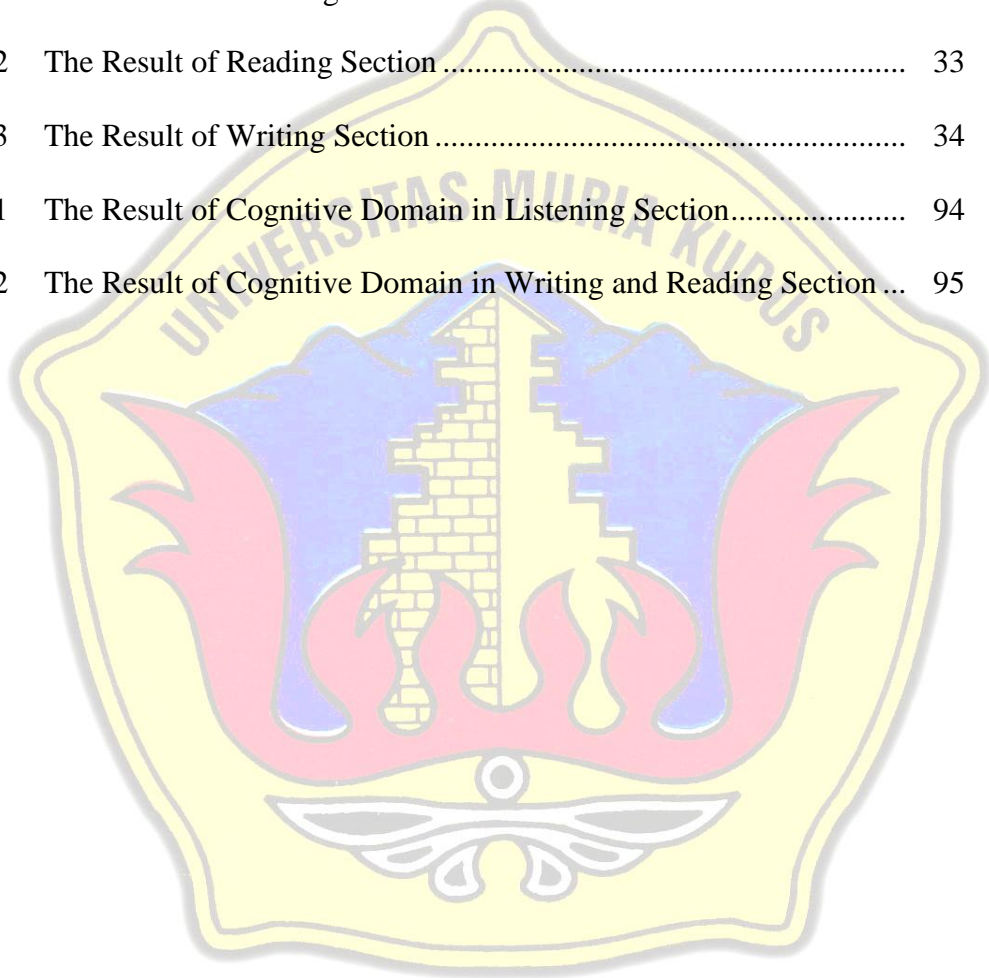 2 The Result of Reading Section ........................................................... 33
3 The Result of Writing Section ............................................................ 34
1 The Result of Cognitive Domain in Listening Section...................... 94
2 The Result of Cognitive Domain in Writing and Reading Section ... 95
UNIVERSITAS MURIA KUDUS